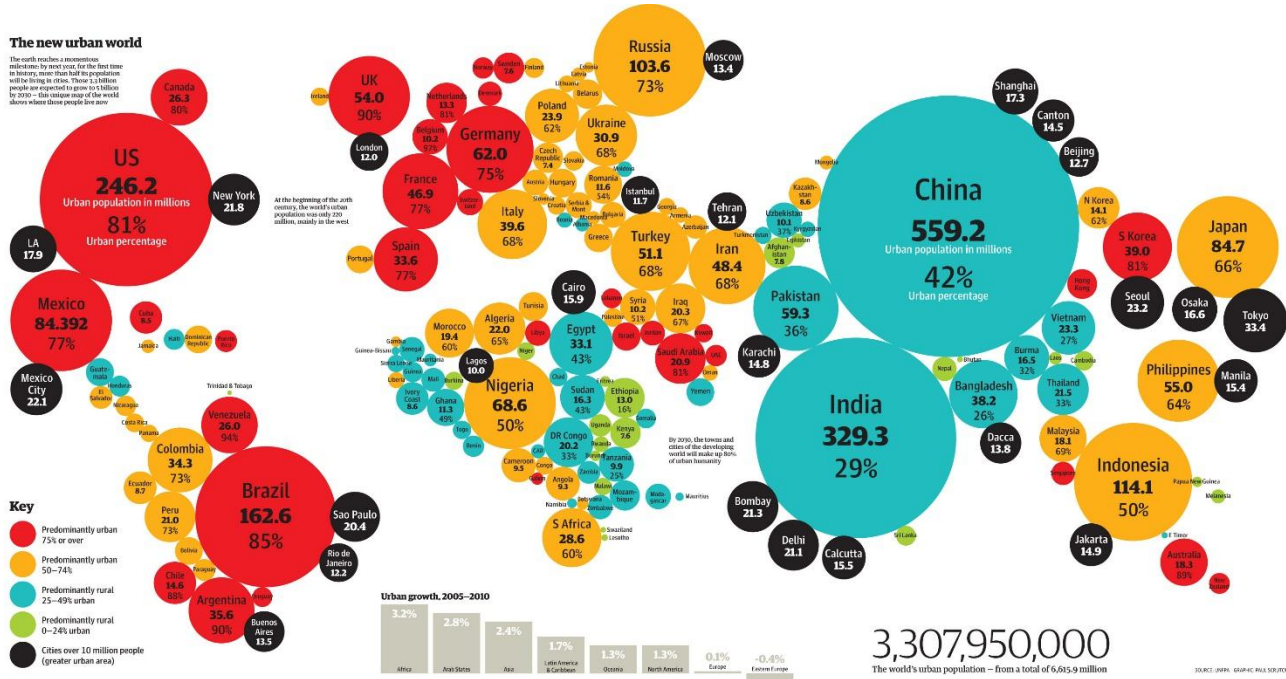 The new urban world
The earth reaches a momentous
milestone: by next year, for the first time
in history, more than half its population
will be living in cities. Those 3.3 billion
people are expected to grow to 5 billion
by 2030 – this unique map of the world
shows where those people live now
Canada
26.3
80%
US
246.2
Urban population in millions
81%
Urban percentage
New York
21.8
LA
17.9
Mexico
84.392
77%
Mexico
City
22.1
Cuba
8.5
Jamaica
Haiti
Dominican
Republic
Puerto
Rico
Guate-
mala
Honduras
El
Salvador
Nicaragua
Costa Rica
Panama
Trinidad & Tobago
Venezuela
26.0
94%
Colombia
34.3
73%
Ecuador
8.7
Peru
21.0
73%
Brazil
162.6
85%
Sao Paulo
20.4
Rio de
Janeiro
12.2
Bolivia
Paraguay
Chile
14.6
88%
Argentina
35.6
90%
Uruguay
Buenos
Aires
13.5
Key
Predominantly urban
75% or over
Predominantly urban
50–74%
Predominantly rural
25–49% urban
Predominantly rural
0–24% urban
Cities over 10 million people
(greater urban area)
At the beginning of the 20th
century, the world's urban
population was only 220
million, mainly in the west
Ireland
UK
54.0
90%
London
12.0
Norway
Sweden
7.6
Finland
Denmark
Netherlands
13.3
81%
Belgium
10.2
97%
Germany
62.0
75%
France
46.9
77%
Switzer-
land
Spain
33.6
77%
Portugal
Italy
39.6
68%
Estonia
Latvia
Lithuania
Belarus
Poland
23.9
62%
Ukraine
30.9
68%
Czech
Republic
7.4
Slovakia
Moldova
Austria
Hungary
Romania
11.6
54%
Slovenia
Croatia
Serbia
& Mont
Bosnia
Macedonia
Albania
Bulgaria
Greece
Russia
103.6
73%
Moscow
13.4
Istanbul
11.7
Georgia
Armenia
Azerbaijan
Turkey
51.1
68%
Tehran
12.1
Iran
48.4
68%
Cairo
15.9
Tunisia
Algeria
22.0
65%
Morocco
19.4
60%
Libya
Egypt
33.1
43%
Lebanon
Palestine
Syria
10.2
51%
Iraq
20.3
67%
Israel
Jordan
Kuwait
Saudi Arabia
20.9
81%
UAE
Oman
Yemen
Gambia
Guinea-Bissau
Senegal
Mauritania
Sierra Leone
Guinea
Liberia
Mali
Burkina
Niger
Ivory
Coast
8.6
Ghana
11.3
49%
Togo
Benin
Lagos
10.0
Nigeria
68.6
50%
Chad
Sudan
16.3
43%
Eritrea
Ethiopia
13.0
16%
Somalia
Uganda
Kenya
7.6
Rwanda
Burundi
DR Congo
20.2
33%
CAR
Cameroon
9.5
Congo
Gabon
Angola
9.3
Tanzania
9.9
25%
Zambia
Malawi
Mozam-
bique
Mada-
gascar
Mauritius
Namibia
Botswana
Zimbabwe
S Africa
28.6
60%
Swaziland
Lesotho
By 2030, the towns and
cities of the developing
world will make up 80%
of urban humanity
Mongolia
Kazakh-
stan
8.6
Uzbekistan
10.1
37%
Kyrgyzstan
Turkmenistan
Tajikistan
Afghan-
istan
7.8
China
559.2
Urban population in millions
42%
Urban percentage
Shanghai
17.3
Canton
14.5
Beijing
12.7
N Korea
14.1
62%
S Korea
39.0
81%
Seoul
23.2
Japan
84.7
66%
Osaka
16.6
Tokyo
33.4
Hong
Kong
Pakistan
59.3
36%
Karachi
14.8
India
329.3
29%
Bombay
21.3
Delhi
21.1
Calcutta
15.5
Sri Lanka
Nepal
Bhutan
Bangladesh
38.2
26%
Dacca
13.8
Burma
16.5
32%
Vietnam
23.3
27%
Laos
Cambodia
Thailand
21.5
33%
Malaysia
18.1
69%
Singapore
Philippines
55.0
64%
Manila
15.4
Indonesia
114.1
50%
Jakarta
14.9
Papua New Guinea
Melanesia
E Timor
Australia
18.3
89%
New
Zealand
Urban growth, 2005–2010
3.2%
Africa
2.8%
Arab States
2.4%
Asia
1.7%
Latin America
& Caribbean
1.3%
Oceania
1.3%
North America
0.1%
Europe
-0.4%
Eastern Europe
3,307,950,000
The world's urban population – from a total of 6,615.9 million
SOURCE: UNFPA